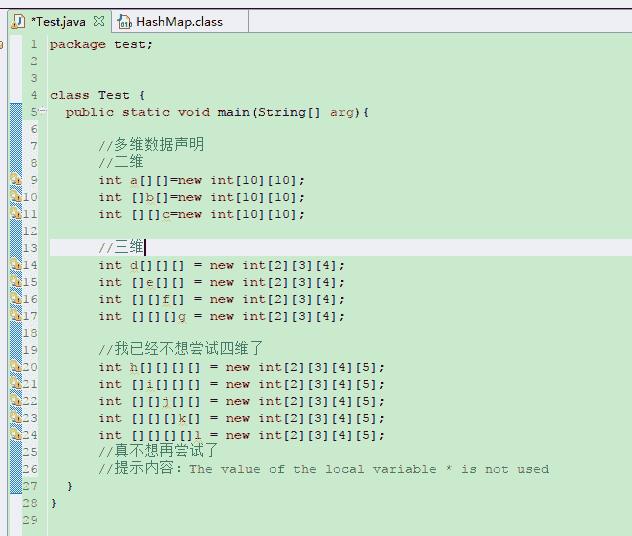 *Test.java HashMap.class
1 package test;
2
3
4 class Test {
5 public static void main(String[] arg){
6
7 //多维数据声明
8 //二维
9 int a[][]=new int[10][10];
10 int []b[]=new int[10][10];
11 int [][]c=new int[10][10];
12
13 //三维
14 int d[][][] = new int[2][3][4];
15 int []e[][] = new int[2][3][4];
16 int [][]f[] = new int[2][3][4];
17 int [][][]g = new int[2][3][4];
18
19 //我已经不想尝试四维了
20 int h[][][][] = new int[2][3][4][5];
21 int []i[][][] = new int[2][3][4][5];
22 int [][]j[][] = new int[2][3][4][5];
23 int [][][]k[] = new int[2][3][4][5];
24 int [][][][]l = new int[2][3][4][5];
25 //真不想再尝试了
26 //提示内容：The value of the local variable * is not used
27 }
28 }
29